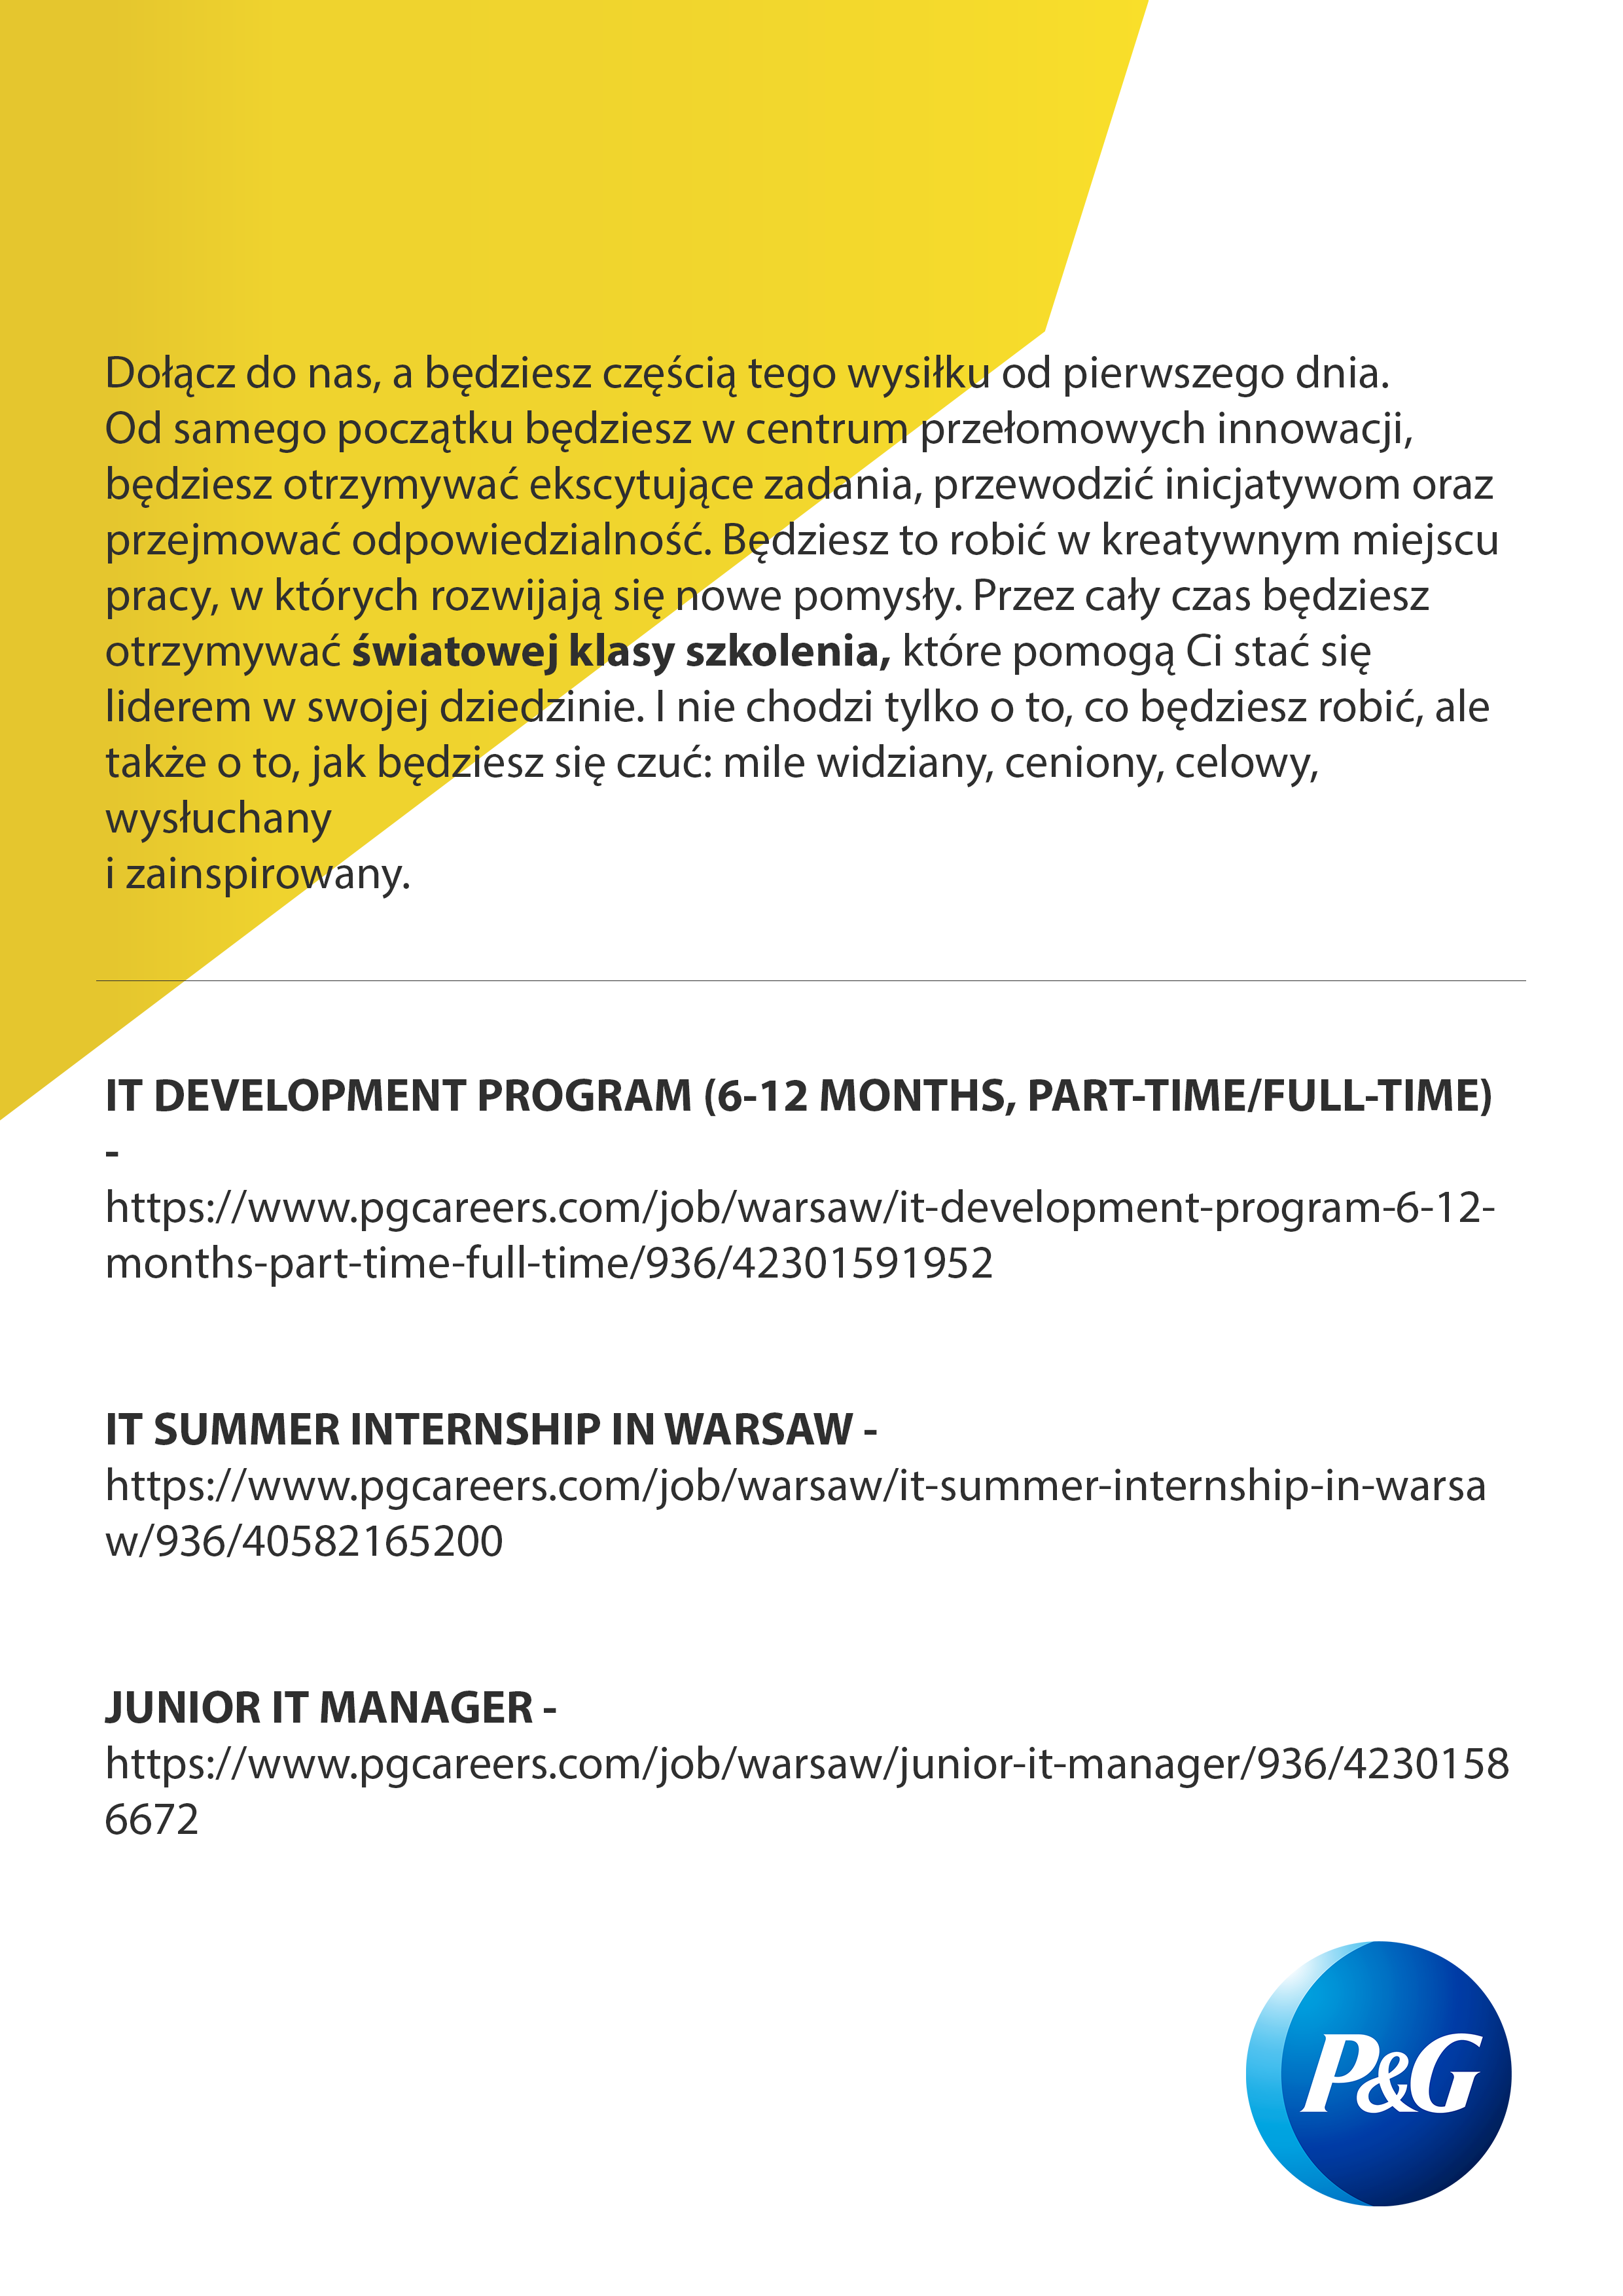 Dołącz do nas, a będziesz częścią tego wysiłku od pierwszego dnia.
Od samego początku będziesz w centrum przełomowych innowacji,
będziesz otrzymywać ekscytujące zadania, przewodzić inicjatywom oraz
przejmować odpowiedzialność. Będziesz to robić w kreatywnym miejscu
pracy, w których rozwijają się nowe pomysły. Przez cały czas będziesz
otrzymywać światowej klasy szkolenia, które pomogą Ci stać się
liderem w swojej dziedzinie. I nie chodzi tylko o to, co będziesz robić, ale
także o to, jak będziesz się czuć: mile widziany, ceniony, celowy,
wysłuchany
i zainspirowany.
IT DEVELOPMENT PROGRAM (6-12 MONTHS, PART-TIME/FULL-TIME)
-
https://www.pgcareers.com/job/warsaw/it-development-program-6-12-
months-part-time-full-time/936/42301591952
IT SUMMER INTERNSHIP IN WARSAW -
https://www.pgcareers.com/job/warsaw/it-summer-internship-in-warsa
w/936/40582165200
JUNIOR IT MANAGER -
https://www.pgcareers.com/job/warsaw/junior-it-manager/936/4230158
6672
P&G